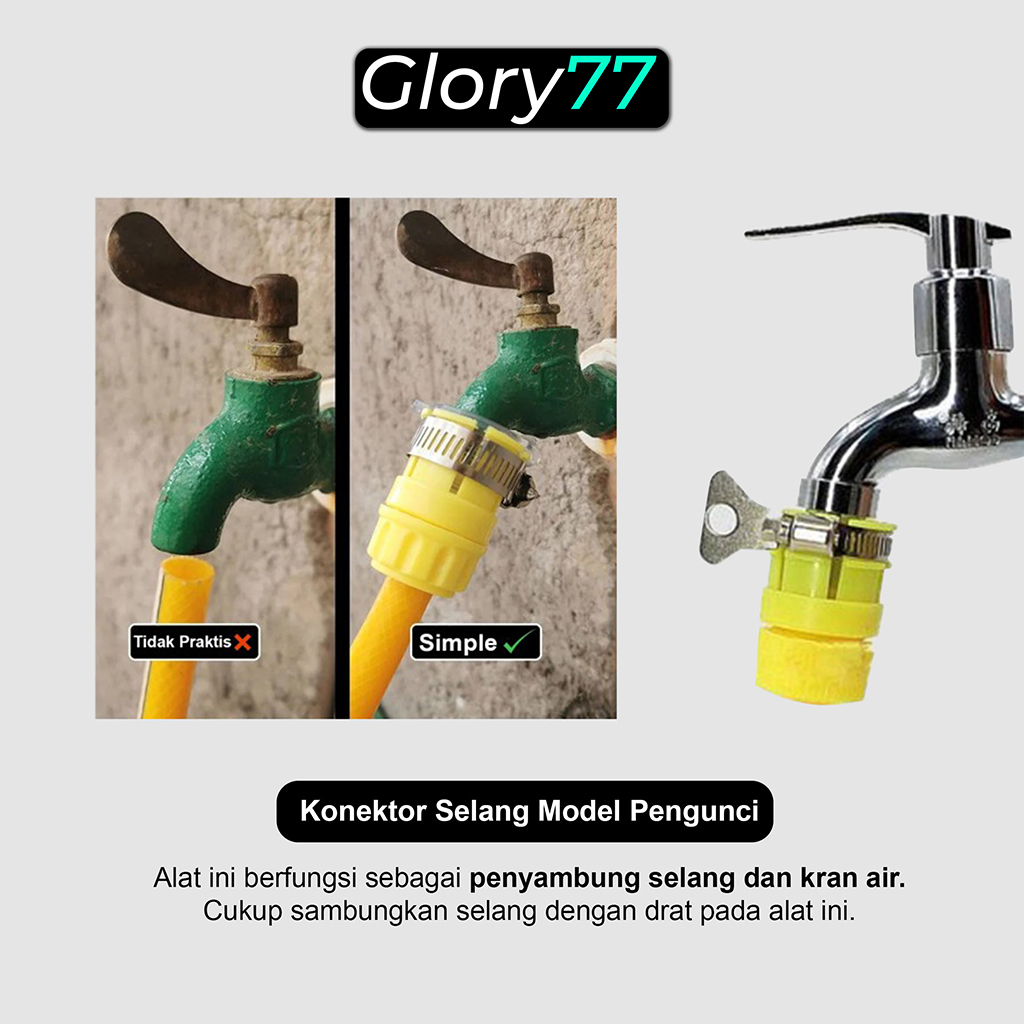 Glory77
Tidak Praktis
Simple
Konektor Selang Model Pengunci
Alat ini berfungsi sebagai penyambung selang dan kran air.
Cukup sambungkan selang dengan drat pada alat ini.